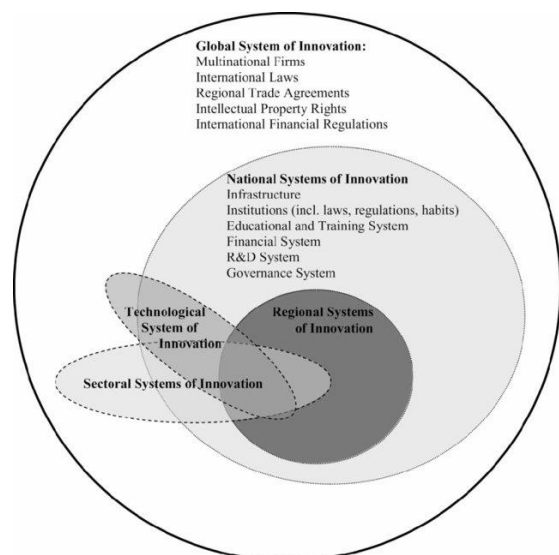 Global System of Innovation:
Multinational Firms
International Laws
Regional Trade Agreements
Intellectual Property Rights
International Financial Regulations
National Systems of Innovation
Infrastructure
Institutions (incl. laws, regulations, habits)
Educational and Training System
Financial System
R&D System
Governance System
Technological
System of
Innovation
Regional Systems
of Innovation
Sectoral Systems of Innovation